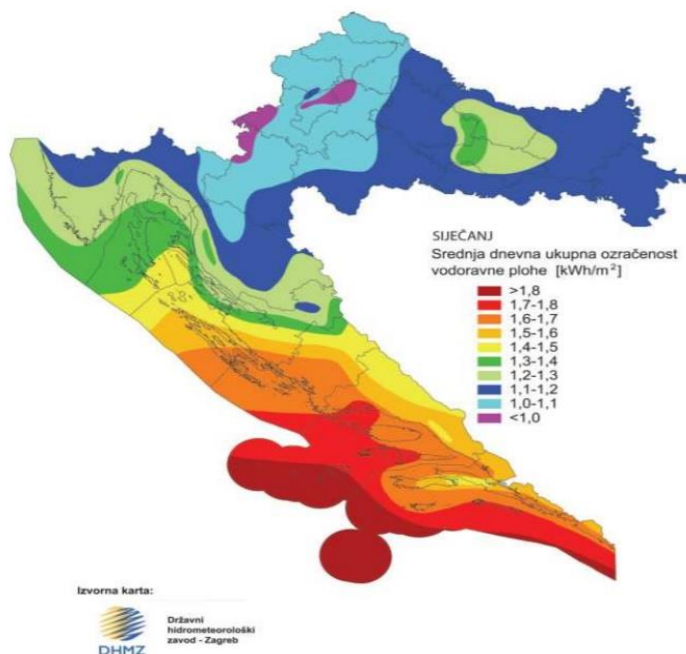 SIJEČANJ
Srednja dnevna ukupna ozračenost
vodoravne plohe [kWh/m²]
>1,8
1,7-1,8
1,6-1,7
1,5-1,6
1,4-1,5
1,3-1,4
1,2-1,3
1,1-1,2
1,0-1,1
<1,0
Izvorna karta:
Državni
hidrometeorološki
zavod - Zagreb
DHMZ